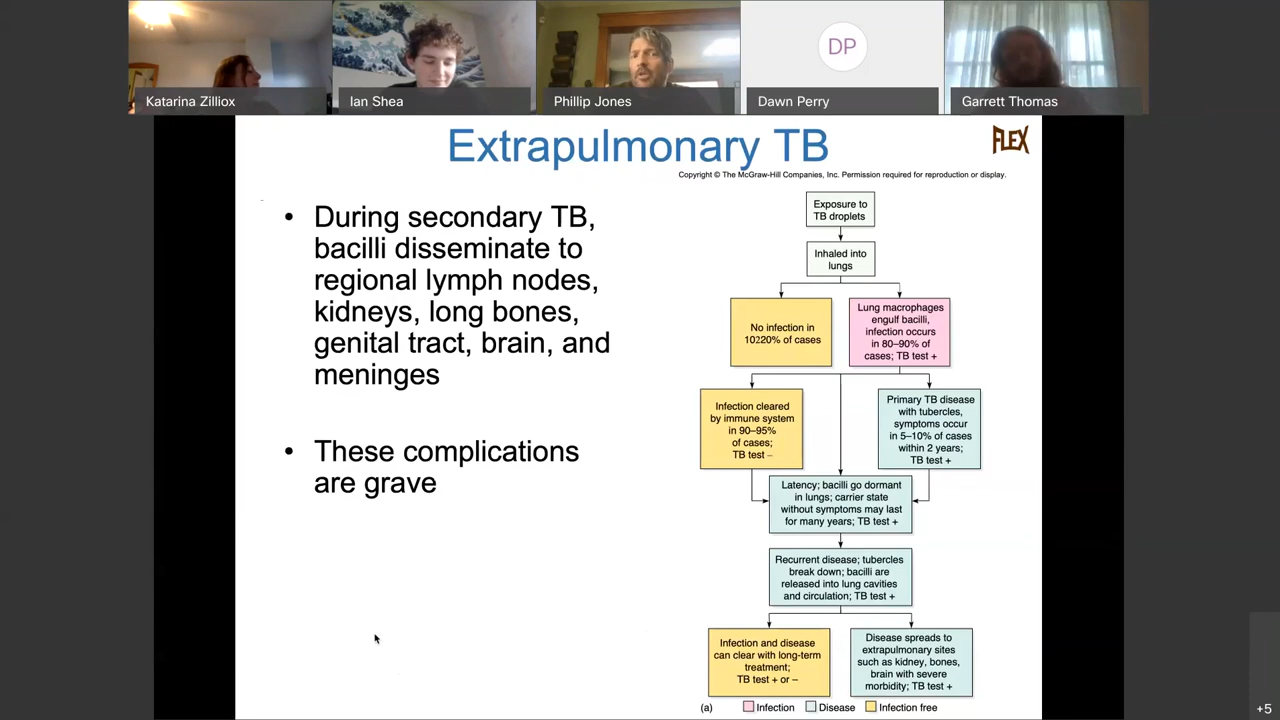 DP
Katarina Zilliox
Ian Shea
Phillip Jones
Dawn Perry
Garrett Thomas
Extrapulmonary TB
FLEX
Copyright © The McGraw-Hill Companies, Inc. Permission required for reproduction or display.
• During secondary TB,
bacilli disseminate to
regional lymph nodes,
kidneys, long bones,
genital tract, brain, and
meninges
• These complications
are grave
Exposure to
TB droplets
Inhaled into
lungs
No infection in
10220% of cases
Lung macrophages
engulf bacilli,
infection occurs
in 80–90% of
cases; TB test +
Infection cleared
by immune system
in 90–95%
of cases;
TB test –
Primary TB disease
with tubercles,
symptoms occur
in 5–10% of cases
within 2 years;
TB test +
Latency; bacilli go dormant
in lungs; carrier state
without symptoms may last
for many years; TB test +
Recurrent disease; tubercles
break down; bacilli are
released into lung cavities
and circulation; TB test +
Infection and disease
can clear with long-term
treatment;
TB test + or –
Disease spreads to
extrapulmonary sites
such as kidney, bones,
brain with severe
morbidity; TB test +
(a) Infection Disease Infection free
+5